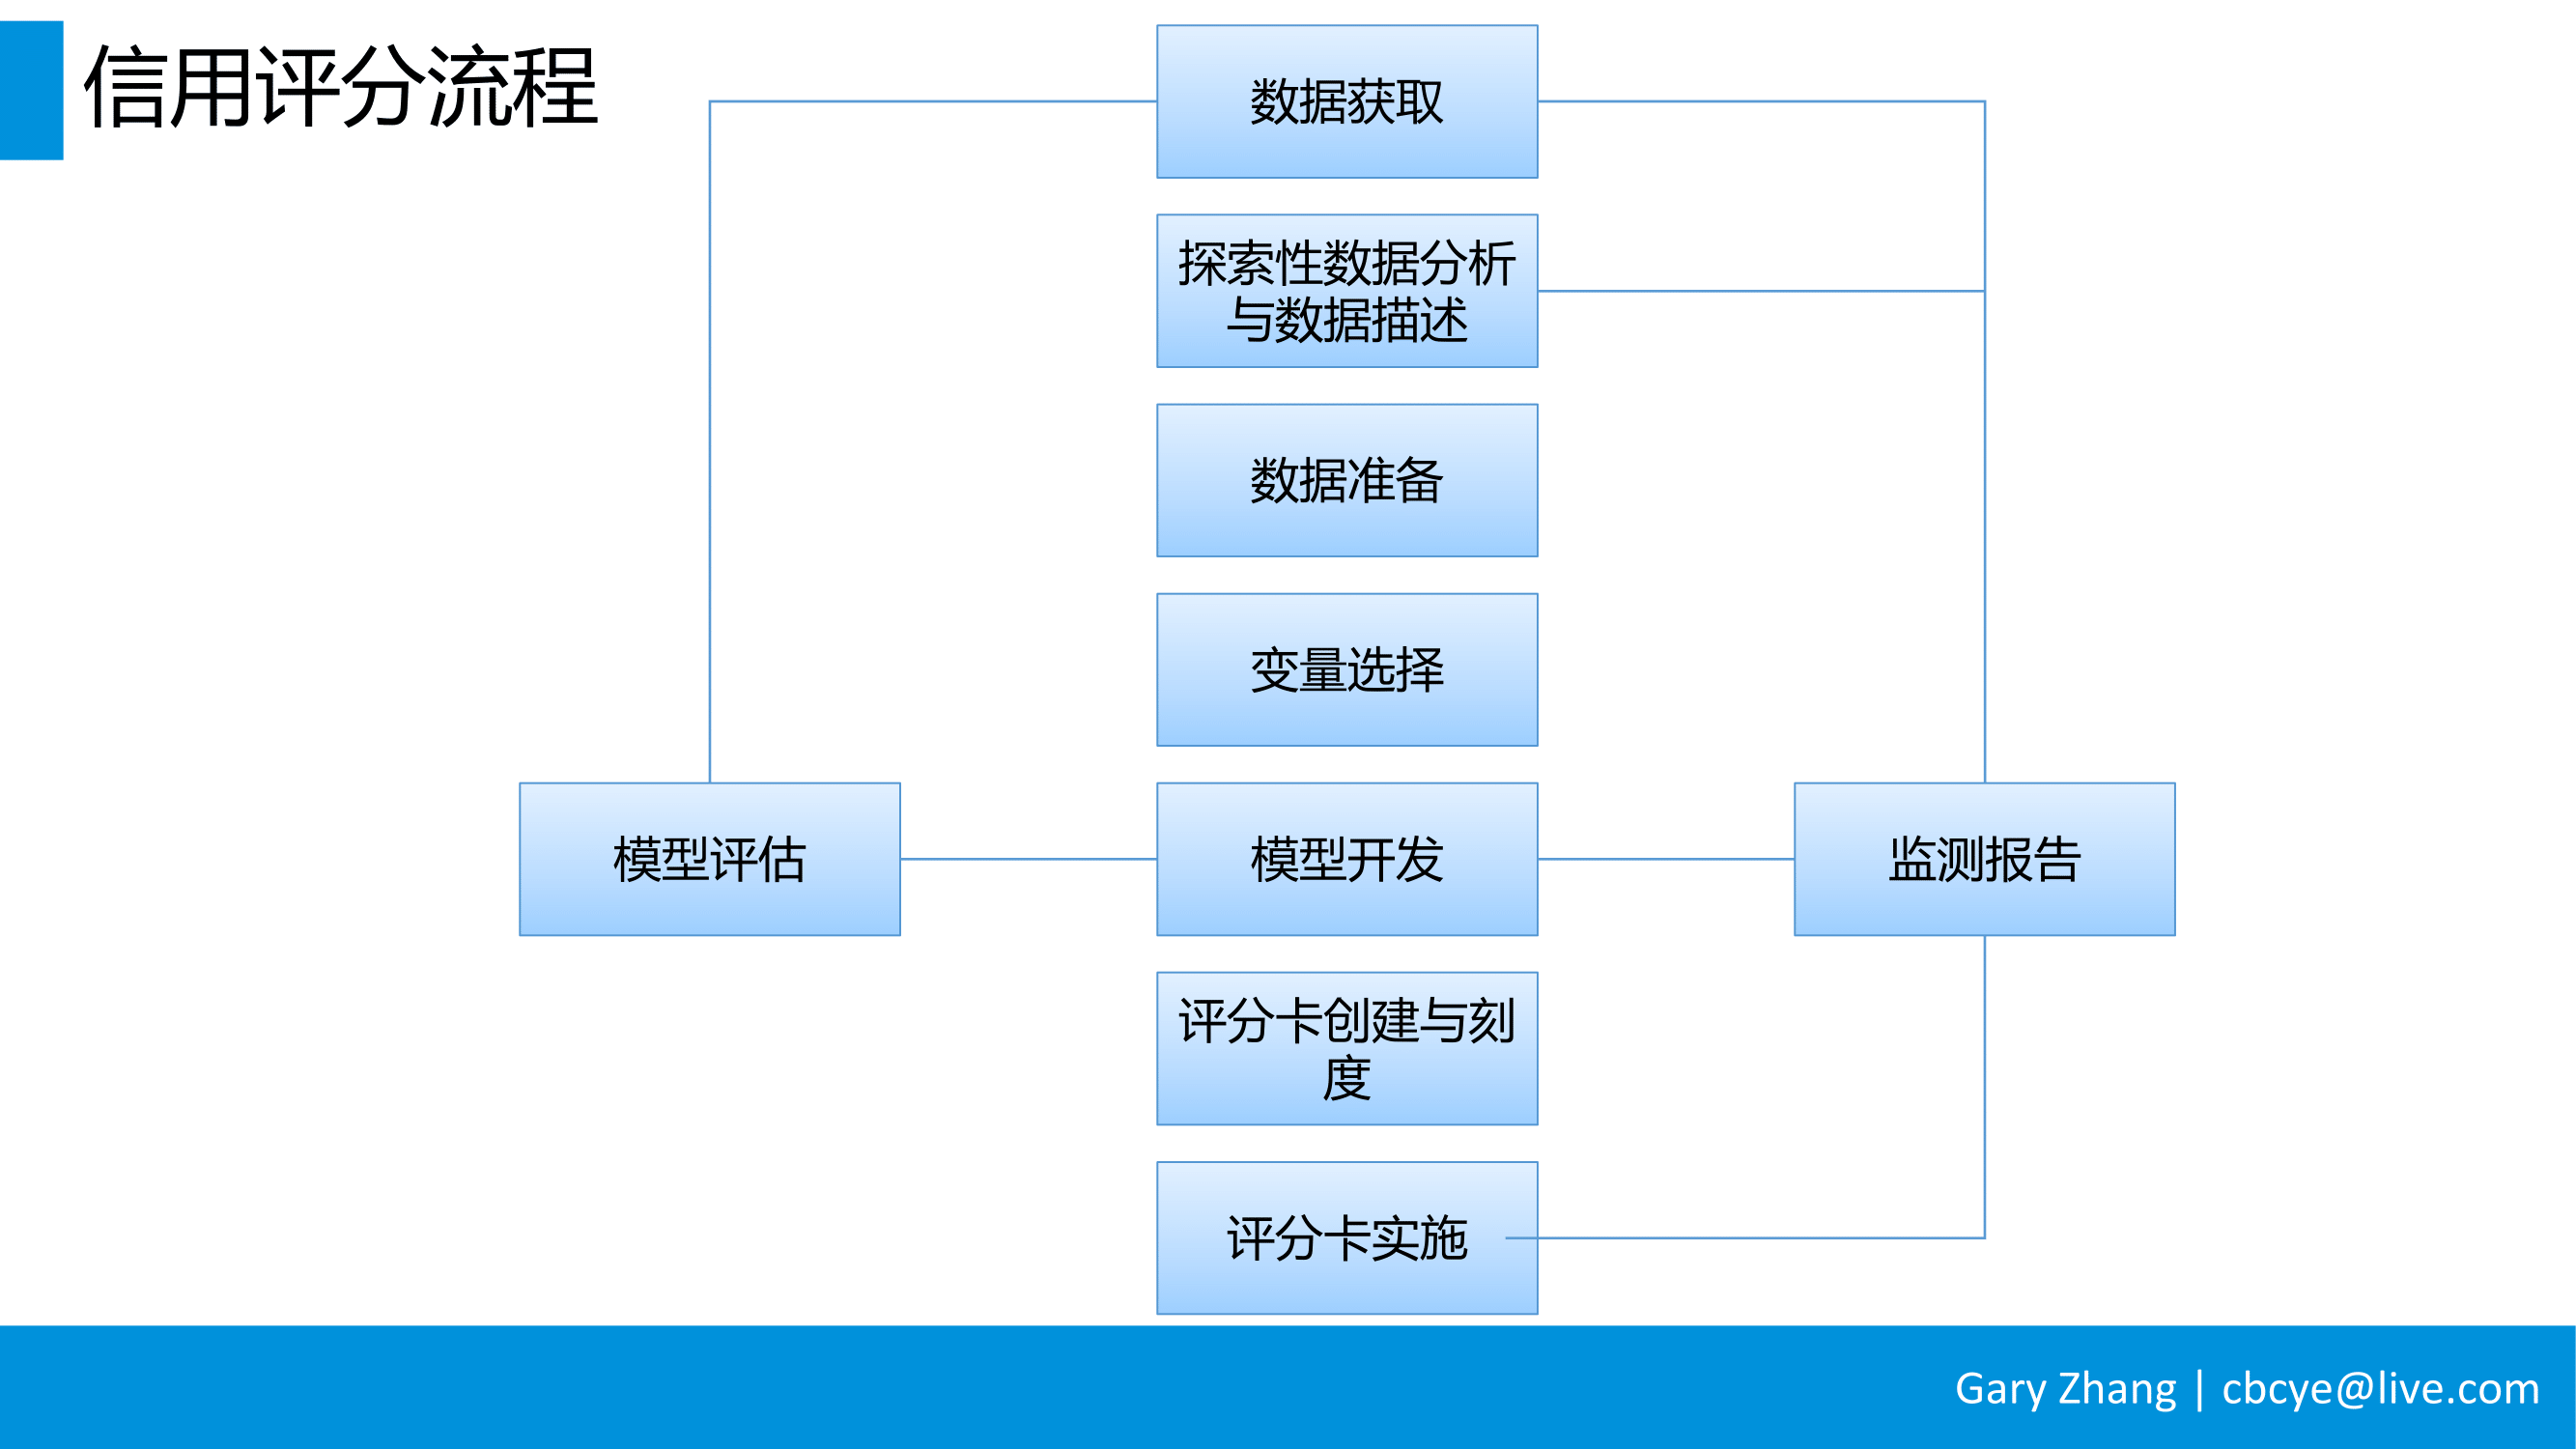 信用评分流程
数据获取
探索性数据分析
与数据描述
数据准备
变量选择
模型评估
模型开发
监测报告
评分卡创建与刻
度
评分卡实施
Gary Zhang | cbcye@live.com